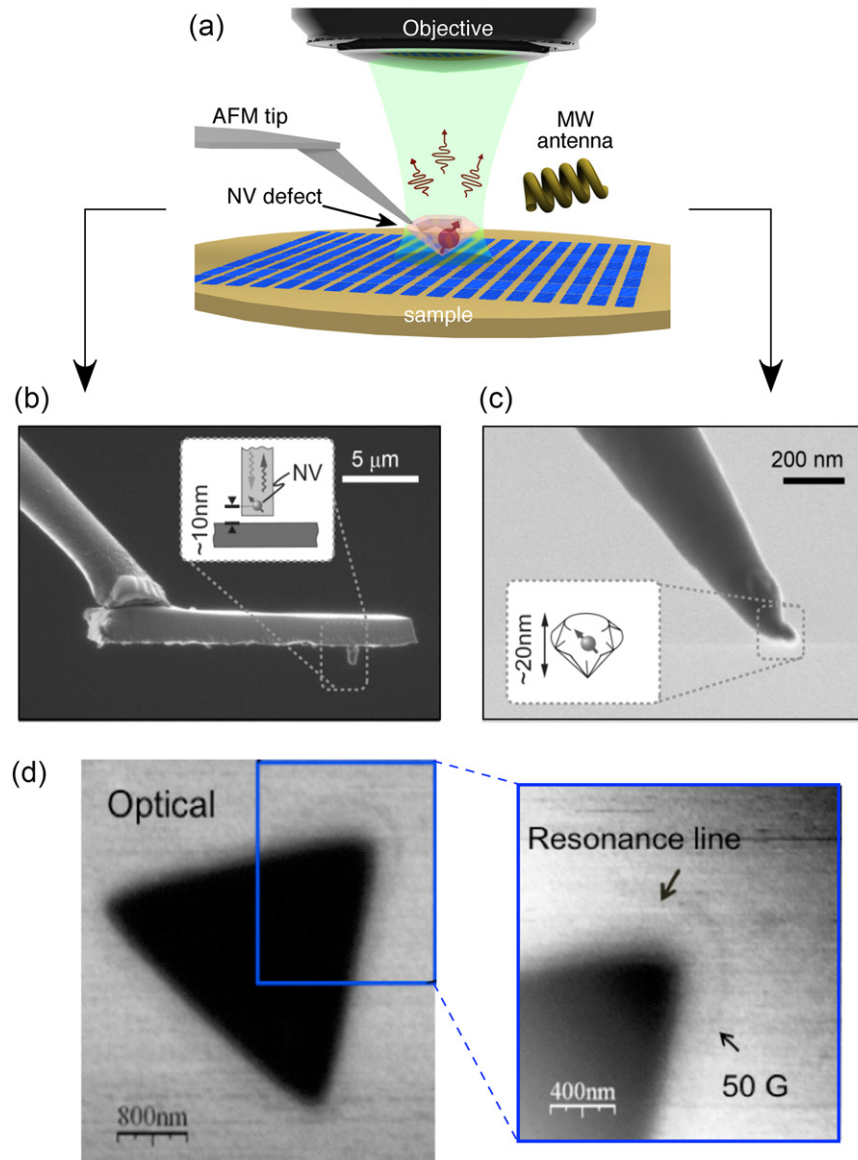 (a)
Objective
AFM tip
MW
antenna
NV defect
sample
(b)
5 μm
NV
~10nm
(c)
200 nm
~20nm
(d)
Optical
800nm
Resonance line
50 G
400nm